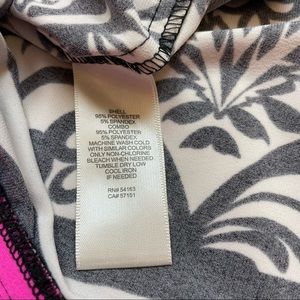 SHELL
95% POLYESTER
5% SPANDEX
COMBO
95% POLYESTER
5% SPANDEX
MACHINE WASH COLD
WITH SIMILAR COLORS
ONLY NON-CHLORINE
BLEACH WHEN NEEDED
TUMBLE DRY LOW
COOL IRON
IF NEEDED
RN# 54163
CA# 57151